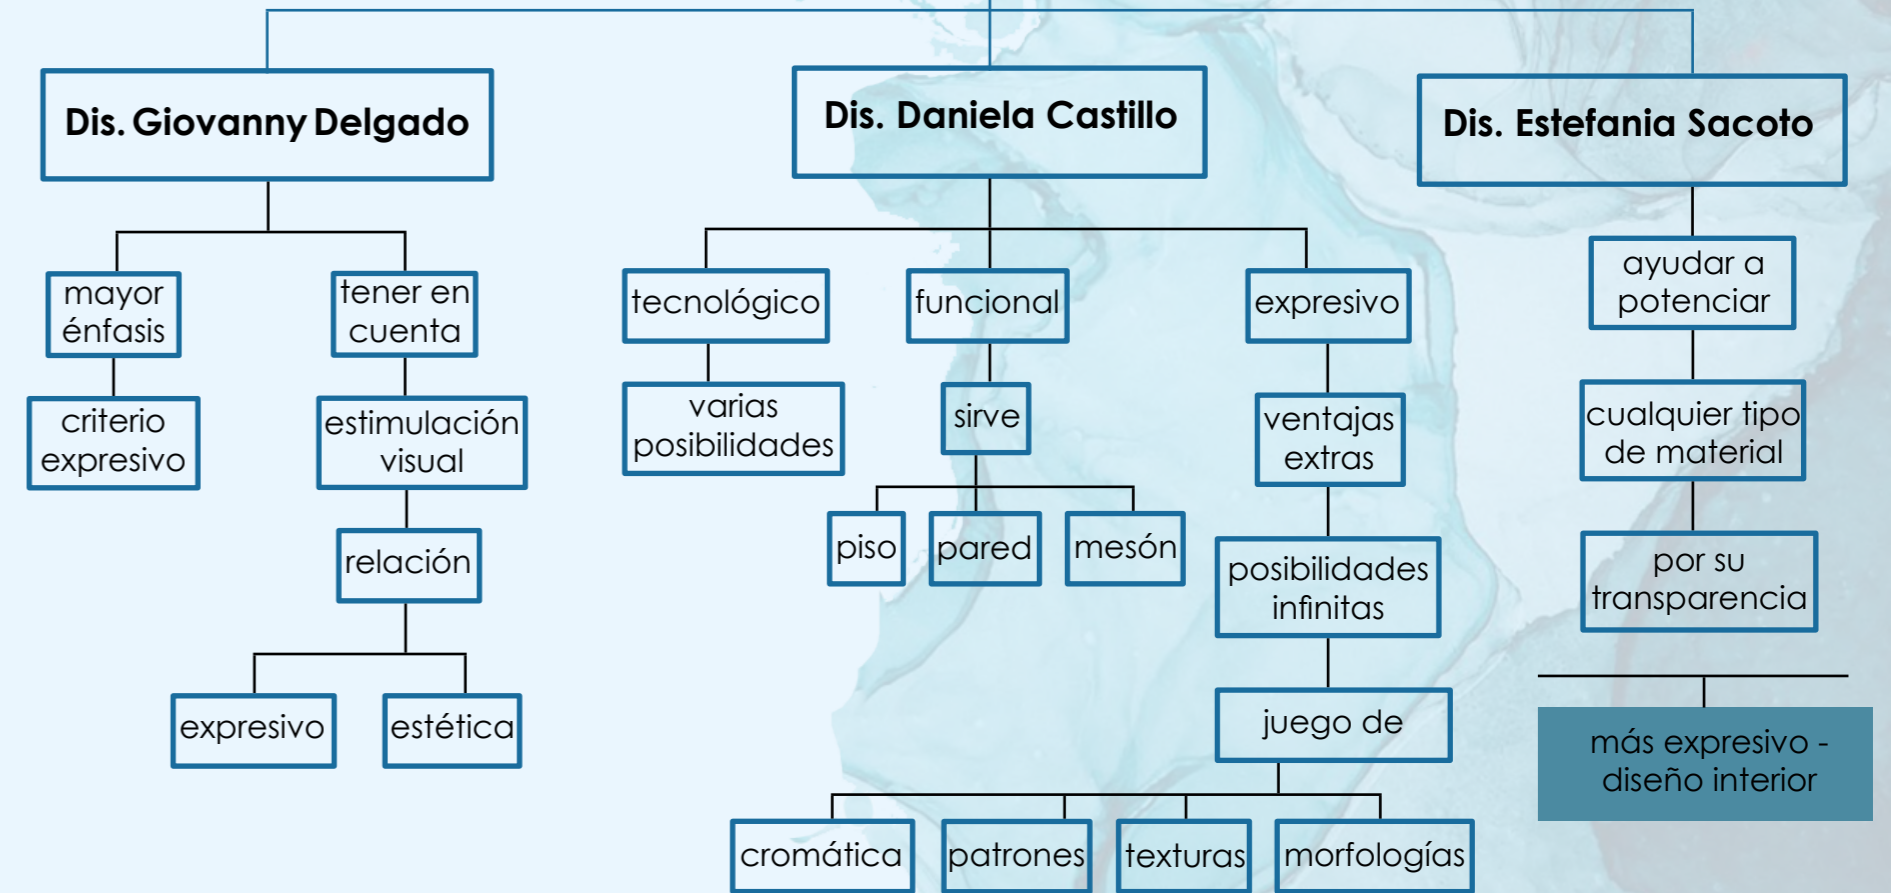 Dis. Giovanny Delgado
mayor
énfasis
criterio
expresivo
tener en
cuenta
estimulación
visual
relación
expresivo
estética
Dis. Daniela Castillo
tecnológico
varias
posibilidades
funcional
sirve
piso
pared
mesón
expresivo
ventajas
extras
posibilidades
infinitas
juego de
cromática
patrones
texturas
morfologías
Dis. Estefania Sacoto
ayudar a
potenciar
cualquier tipo
de material
por su
transparencia
más expresivo -
diseño interior